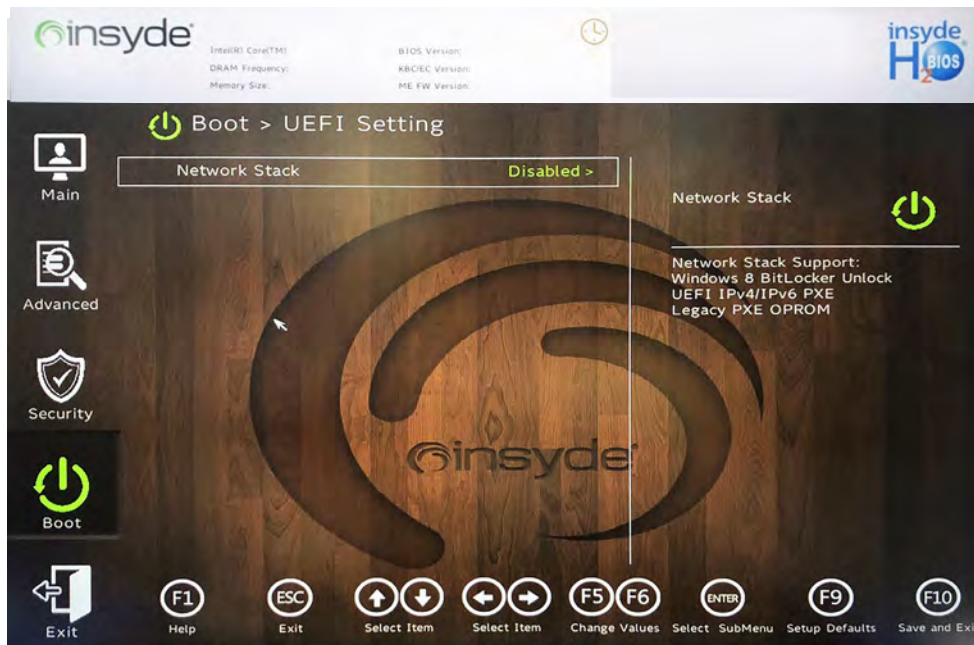 insyde
Intel(R) Core(TM)
DRAM Frequency:
Memory Size:
BIOS Version:
KBC/EC Version:
ME FW Version:
insyde
H2O
BIOS
Boot > UEFI Setting
Network Stack Disabled >
Main
Advanced
Security
Boot
Exit
Network Stack
Network Stack Support:
Windows 8 BitLocker Unlock
UEFI IPv4/IPv6 PXE
Legacy PXE OPROM
insyde
F1
Help
ESC
Exit
Select Item
Select Item
F5 F6
Change Values
ENTER
Select SubMenu
F9
Setup Defaults
F10
Save and Exi